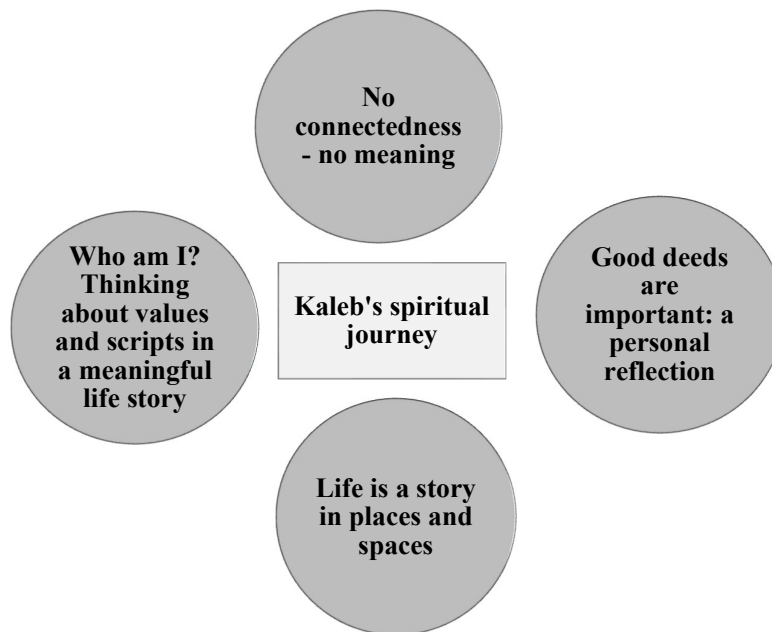 No
connectedness
- no meaning
Who am I?
Thinking
about values
and scripts in
a meaningful
life story
Kaleb's spiritual
journey
Good deeds
are
important: a
personal
reflection
Life is a story
in places and
spaces